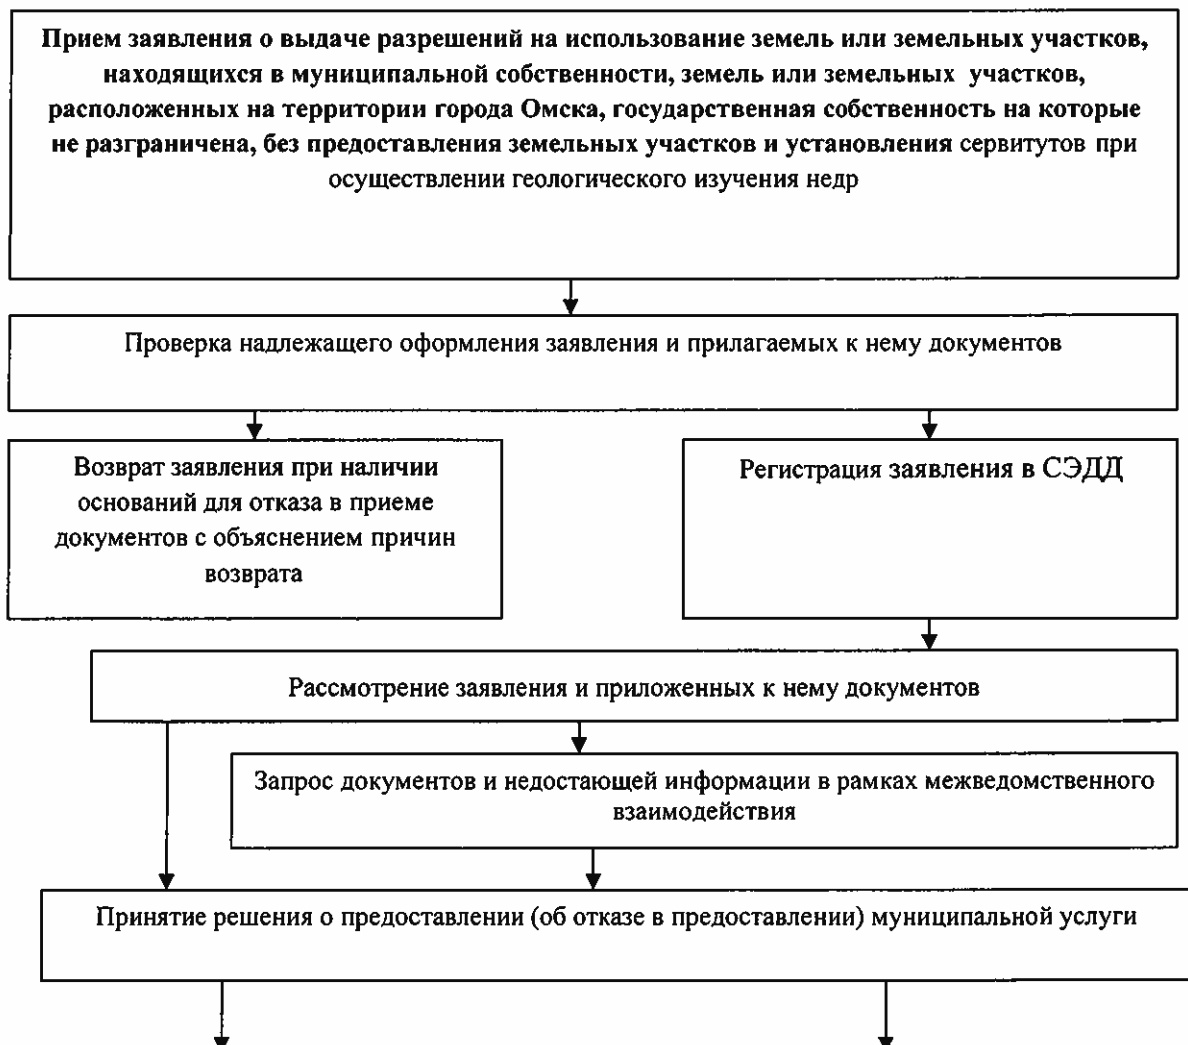 Прием заявления о выдаче разрешений на использование земель или земельных участков,
находящихся в муниципальной собственности, земель или земельных участков,
расположенных на территории города Омска, государственная собственность на которые
не разграничена, без предоставления земельных участков и установления сервитутов при
осуществлении геологического изучения недр
Проверка надлежащего оформления заявления и прилагаемых к нему документов
Возврат заявления при наличии
оснований для отказа в приеме
документов с объяснением причин
возврата
Регистрация заявления в СЭДД
Рассмотрение заявления и приложенных к нему документов
Запрос документов и недостающей информации в рамках межведомственного
взаимодействия
Принятие решения о предоставлении (об отказе в предоставлении) муниципальной услуги